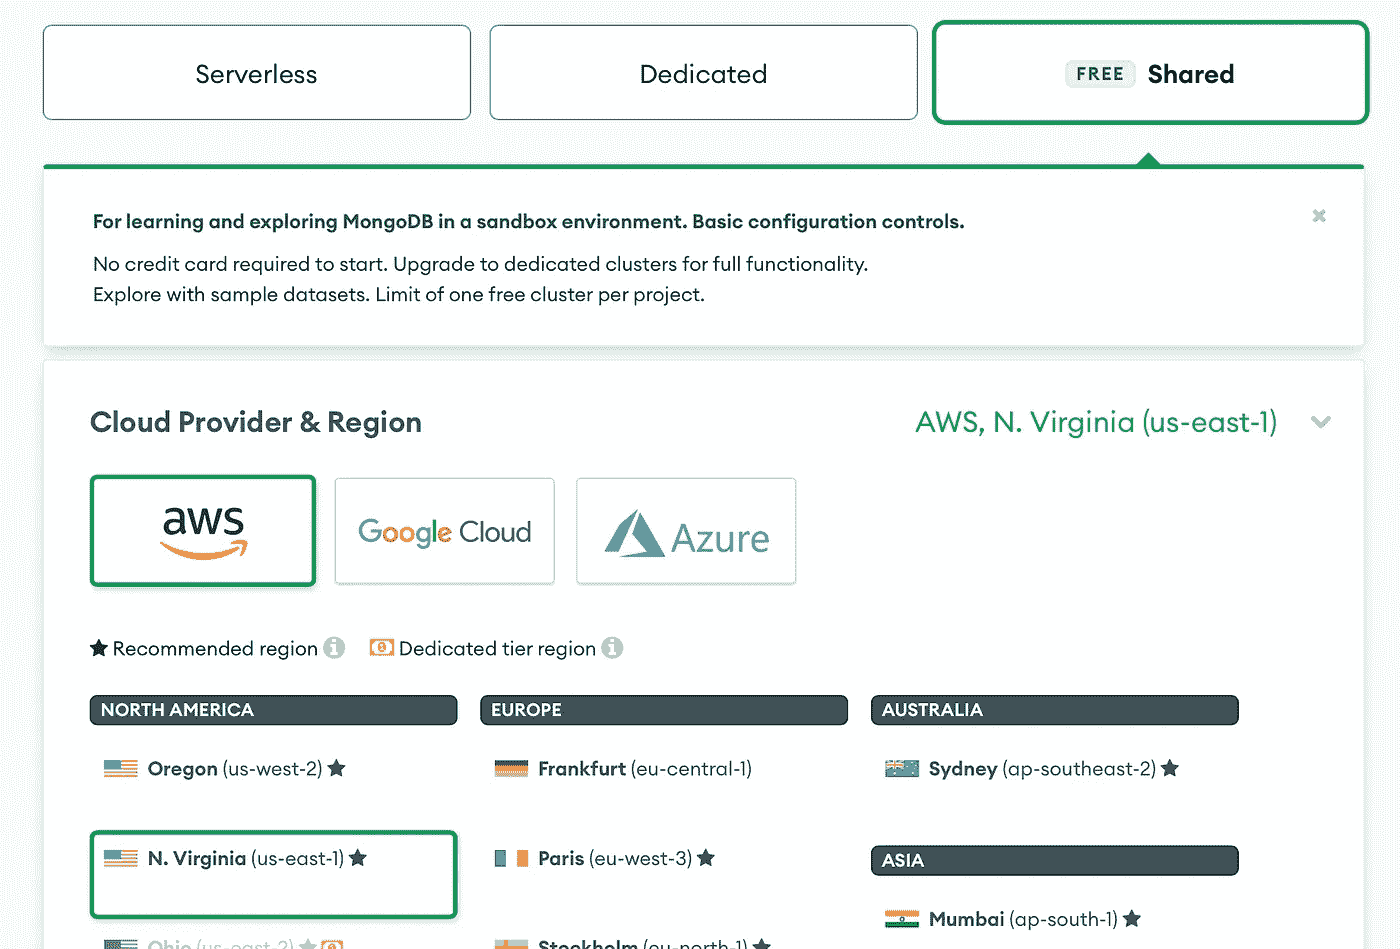 Serverless
Dedicated
FREE Shared
For learning and exploring MongoDB in a sandbox environment. Basic configuration controls.
No credit card required to start. Upgrade to dedicated clusters for full functionality.
Explore with sample datasets. Limit of one free cluster per project.
Cloud Provider & Region
AWS, N. Virginia (us-east-1)
aws
Google Cloud
Azure
Recommended region
Dedicated tier region
NORTH AMERICA
Oregon (us-west-2)
N. Virginia (us-east-1)
Ohio (us-east-2)
EUROPE
Frankfurt (eu-central-1)
Paris (eu-west-3)
Stockholm (eu-north-1)
AUSTRALIA
Sydney (ap-southeast-2)
ASIA
Mumbai (ap-south-1)